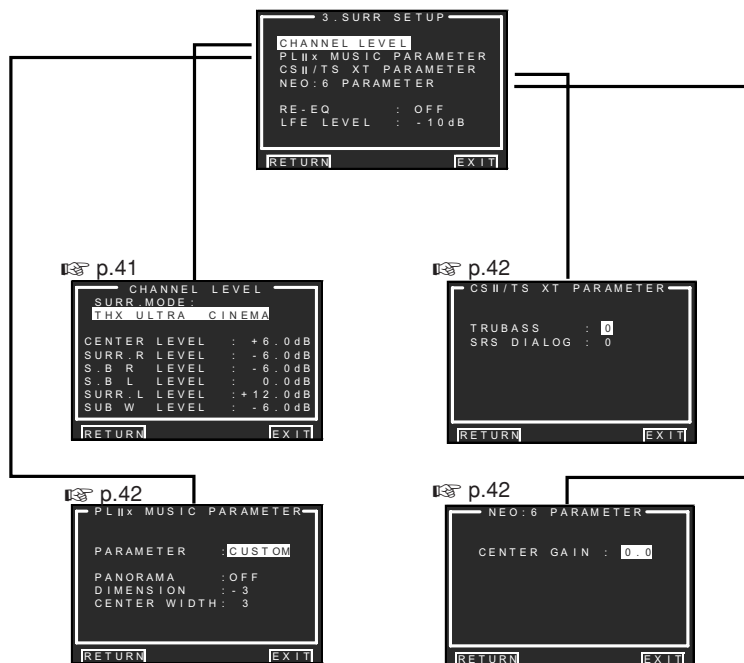 3.SURR SETUP
CHANNEL LEVEL
PLIIx MUSIC PARAMETER
CSII/TS XT PARAMETER
NEO:6 PARAMETER
RE-EQ : OFF
LFE LEVEL : -10dB
RETURN EXIT
☞ p.41
CHANNEL LEVEL
SURR.MODE:
THX ULTRA CINEMA
CENTER LEVEL : +6.0dB
SURR.R LEVEL : -6.0dB
S.B R LEVEL : -6.0dB
S.B L LEVEL : 0.0dB
SURR.L LEVEL :+12.0dB
SUB W LEVEL : -6.0dB
RETURN EXIT
☞ p.42
CSII/TS XT PARAMETER
TRUBASS : 0
SRS DIALOG : 0
RETURN EXIT
☞ p.42
PLIIx MUSIC PARAMETER
PARAMETER :CUSTOM
PANORAMA :OFF
DIMENSION :-3
CENTER WIDTH: 3
RETURN EXIT
☞ p.42
NEO:6 PARAMETER
CENTER GAIN : 0.0
RETURN EXIT